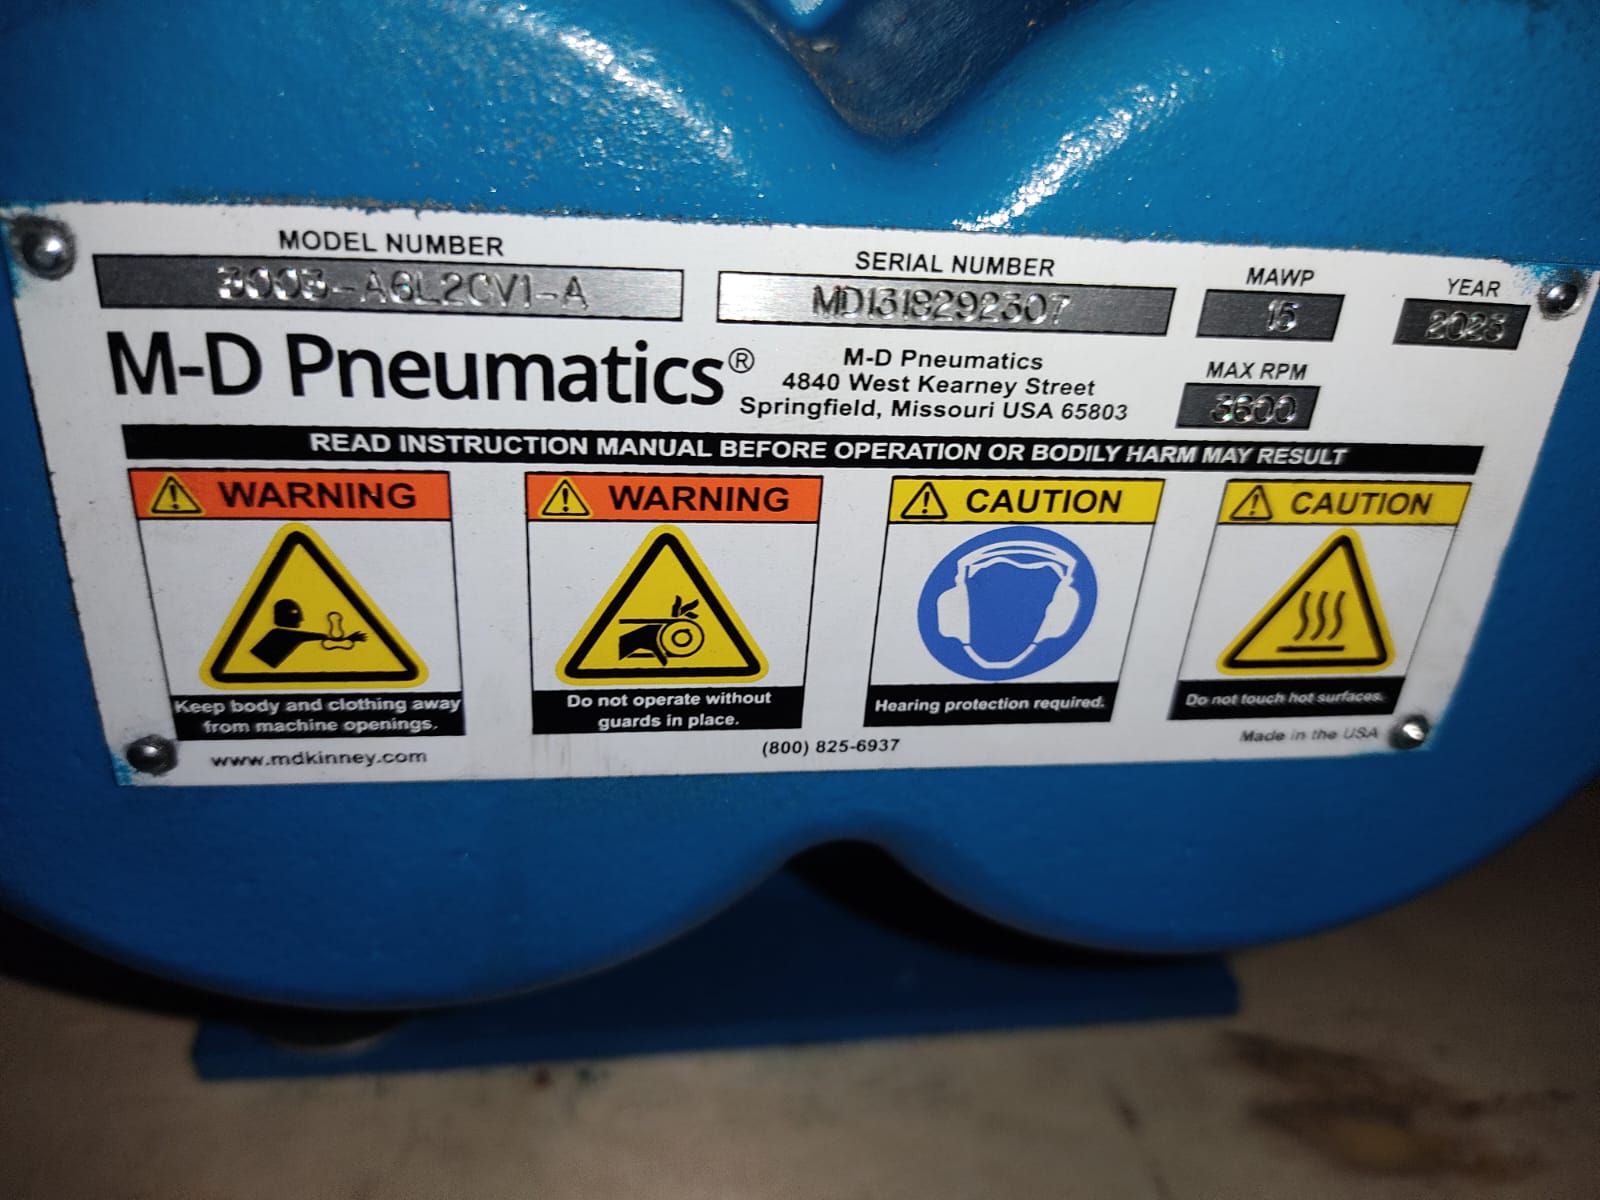 MODEL NUMBER
3003-A6L2CV1-A
SERIAL NUMBER
MD1318292307
MAWP
15
YEAR
2023
M-D Pneumatics®
M-D Pneumatics
4840 West Kearney Street
Springfield, Missouri USA 65803
MAX RPM
3600
READ INSTRUCTION MANUAL BEFORE OPERATION OR BODILY HARM MAY RESULT
WARNING
Keep body and clothing away
from machine openings.
WARNING
Do not operate without
guards in place.
CAUTION
Hearing protection required.
CAUTION
Do not touch hot surfaces.
www.mdkinney.com
(800) 825-6937
Made in the USA